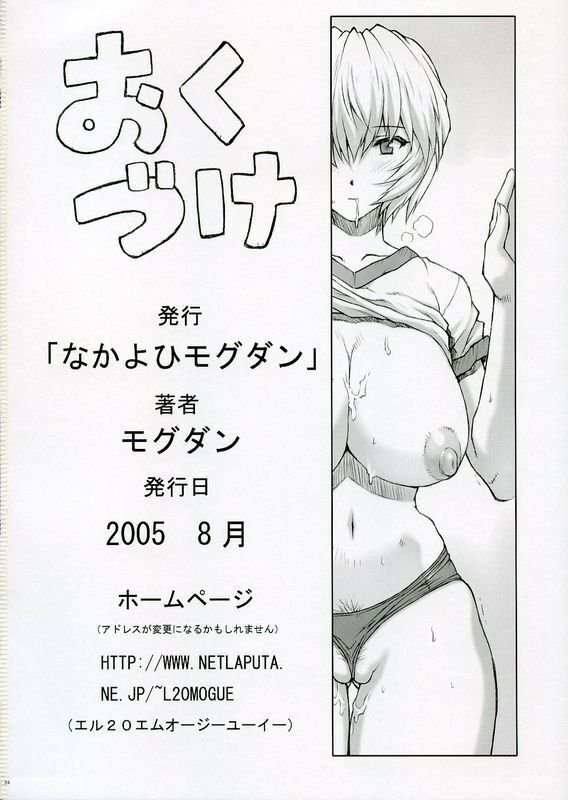 おく
づけ
発行
「なかよひモグダン」
著者
モグダン
発行日
2005 8月
ホームページ
(アドレスが変更になるかもしれません)
HTTP://WWW.NETLAPUTA.
NE.JP/~L20MOGUE
(エル20エムオージーユーイー)
74